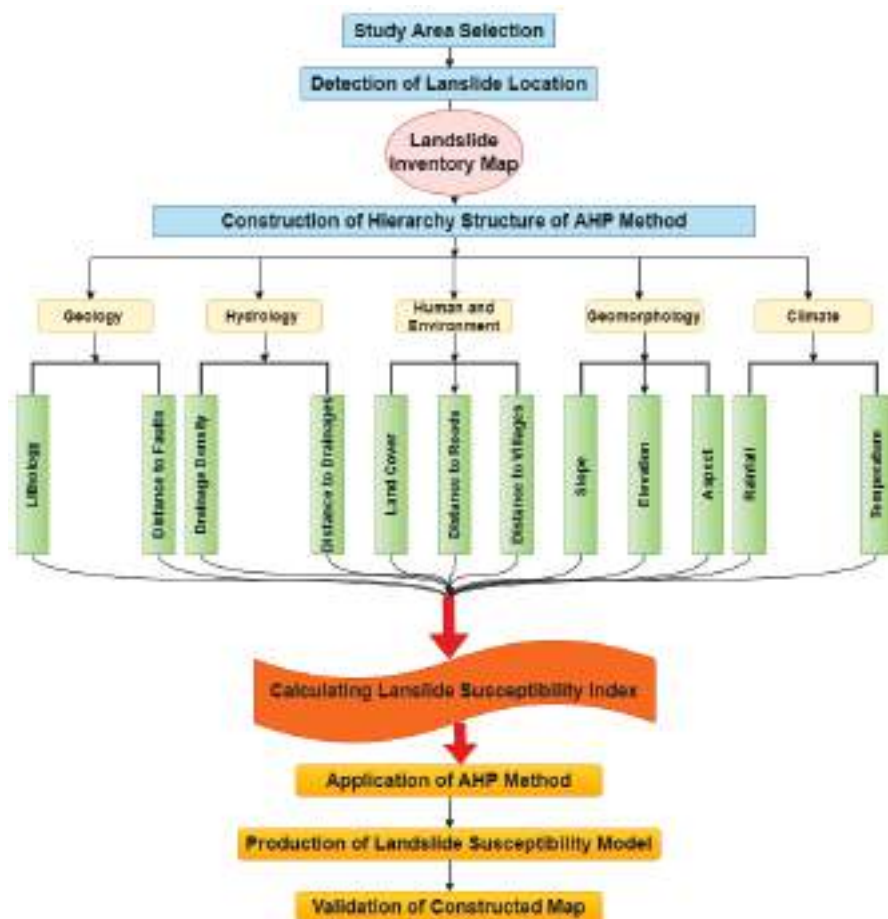 Study Area Selection
Detection of Lanslide Location
Landslide
Inventory Map
Construction of Hierarchy Structure of AHP Method
Geology
Hydrology
Human and
Environment
Geomorphology
Climate
Lithology
Distance to Faults
Drainage Density
Distance to Drainages
Land Cover
Distance to Roads
Distance to Villages
Slope
Elevation
Aspect
Rainfall
Temperature
Calculating Lanslide Susceptibility Index
Application of AHP Method
Production of Landslide Susceptibility Model
Validation of Constructed Map